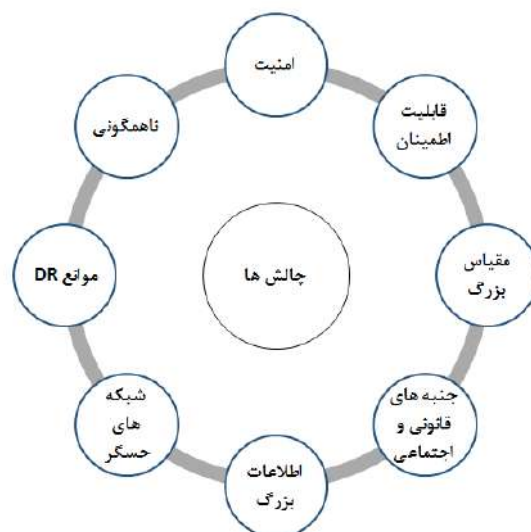 امنیت
قابلیت
اطمینان
مقیاس
بزرگ
جنبه های
قانونی و
اجتماعی
اطلاعات
بزرگ
شبکه
های
حسگر
موانع DR
ناهمگونی
چالش ها